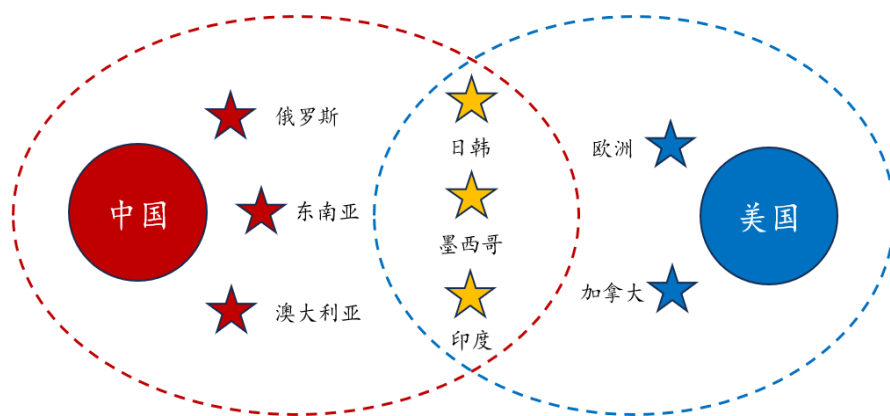 俄罗斯
日韩
欧洲
中国
东南亚
墨西哥
美国
澳大利亚
印度
加拿大